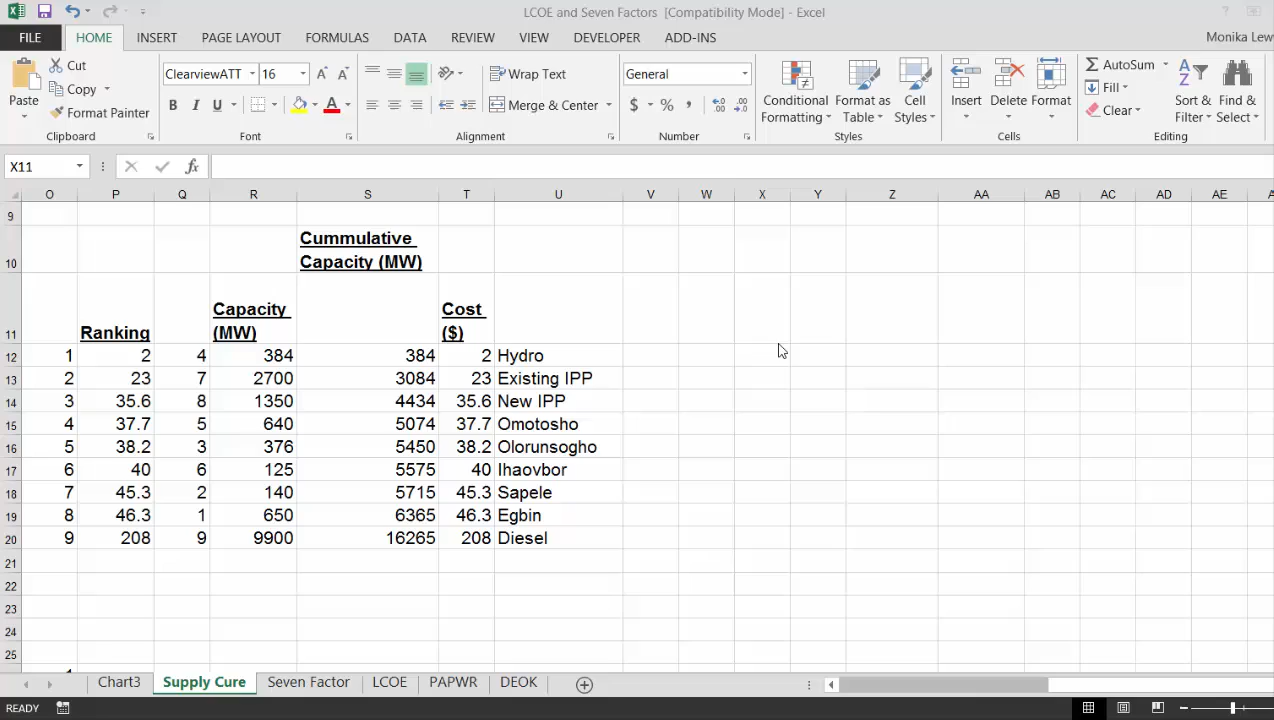 LCOE and Seven Factors [Compatibility Mode] - Excel
FILE HOME INSERT PAGE LAYOUT FORMULAS DATA REVIEW VIEW DEVELOPER ADD-INS Monika Lew
Paste
Cut
Copy
Format Painter
Clipboard
ClearviewATT 16
B I U A
Font
Wrap Text
Merge & Center
Alignment
General
$ % ,
Number
Conditional Formatting
Format as Table
Cell Styles
Styles
Insert Delete Format
Cells
AutoSum
Fill
Clear
Sort & Filter
Find & Select
Editing
X11 fx
O P Q R S T U V W X Y Z AA AB AC AD AE
9
10 Cummulative
Capacity (MW)
11 Ranking Capacity (MW) Cost ($)
12 1 2 4 384 384 2 Hydro
13 2 23 7 2700 3084 23 Existing IPP
14 3 35.6 8 1350 4434 35.6 New IPP
15 4 37.7 5 640 5074 37.7 Omotosho
16 5 38.2 3 376 5450 38.2 Olorunsogho
17 6 40 6 125 5575 40 Ihaovbor
18 7 45.3 2 140 5715 45.3 Sapele
19 8 46.3 1 650 6365 46.3 Egbin
20 9 208 9 9900 16265 208 Diesel
21
22
23
24
25
Chart3 Supply Cure Seven Factor LCOE PAPWR DEOK
READY